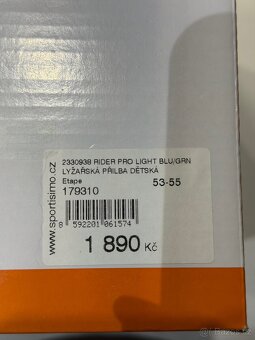 2330938 RIDER PRO LIGHT BLU/GRN
LYŽAŘSKÁ PŘILBA DĚTSKÁ
Etape 53-55
179310
8 592201 061574
1 890 Kč
www.sportisimo.cz